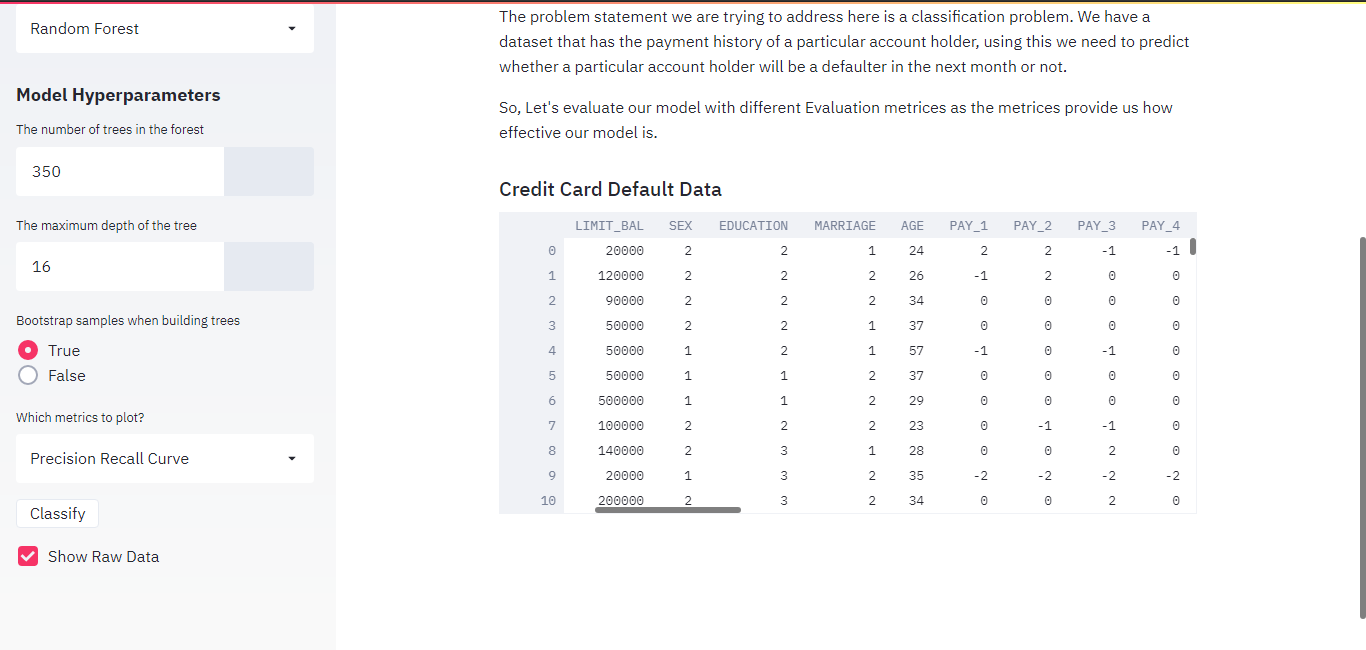 Random Forest
Model Hyperparameters
The number of trees in the forest
350
The maximum depth of the tree
16
Bootstrap samples when building trees
True
False
Which metrics to plot?
Precision Recall Curve
Classify
Show Raw Data
The problem statement we are trying to address here is a classification problem. We have a
dataset that has the payment history of a particular account holder, using this we need to predict
whether a particular account holder will be a defaulter in the next month or not.
So, Let's evaluate our model with different Evaluation metrices as the metrices provide us how
effective our model is.
Credit Card Default Data
LIMIT_BAL SEX EDUCATION MARRIAGE AGE PAY_1 PAY_2 PAY_3 PAY_4
0 20000 2 2 1 24 2 2 -1 -1
1 120000 2 2 2 26 -1 2 0 0
2 90000 2 2 2 34 0 0 0 0
3 50000 2 2 1 37 0 0 0 0
4 50000 1 2 1 57 -1 0 -1 0
5 50000 1 1 2 37 0 0 0 0
6 500000 1 1 2 29 0 0 0 0
7 100000 2 2 2 23 0 -1 -1 0
8 140000 2 3 1 28 0 0 2 0
9 20000 1 3 2 35 -2 -2 -2 -2
10 200000 2 3 2 34 0 0 2 0